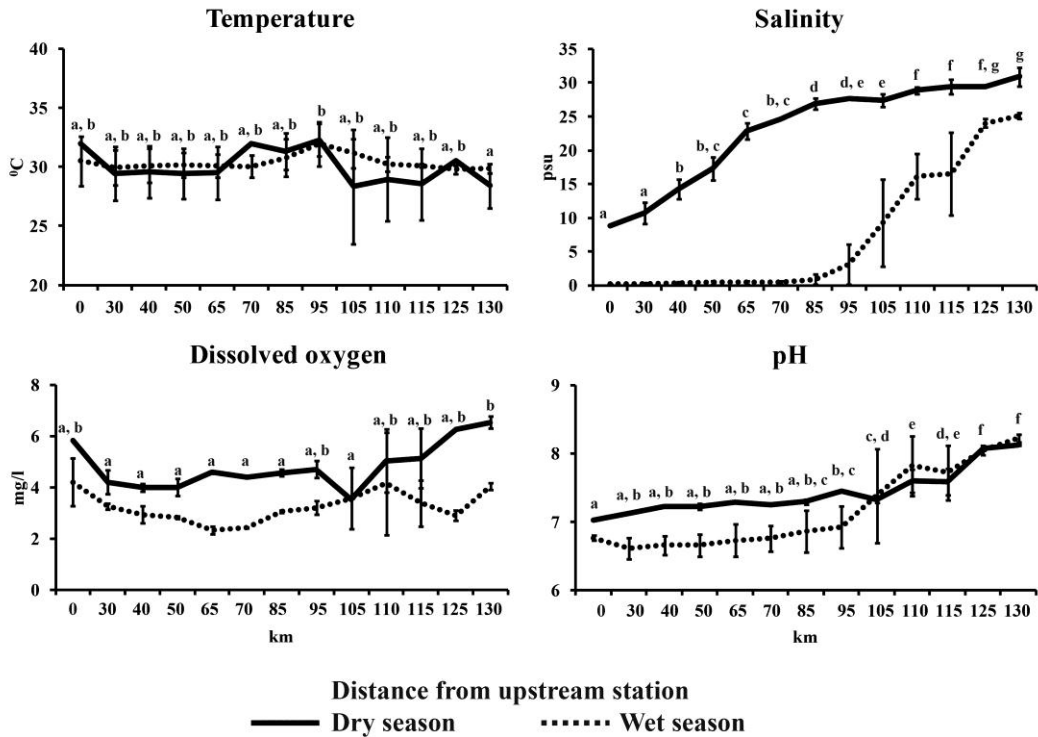 Temperature
40
35
30
25
20
⁰C
a, b a, b a, b a, b a, b a, b a, b b a, b a, b a, b b a
0 30 40 50 65 70 85 95 105 110 115 125 130
Salinity
35
30
25
20
15
10
5
0
psu
a a b b, c c b, c d d, e e f f f, g g
0 30 40 50 65 70 85 95 105 110 115 125 130
Dissolved oxygen
8
6
4
2
0
mg/l
a, b a a a a a a a, b a a, b a, b a, b b
0 30 40 50 65 70 85 95 105 110 115 125 130
km
pH
9
8
7
6
a a, b a, b a, b a, b a, b a, b, c b, c c, d e d, e f f
0 30 40 50 65 70 85 95 105 110 115 125 130
km
Distance from upstream station
Dry season Wet season